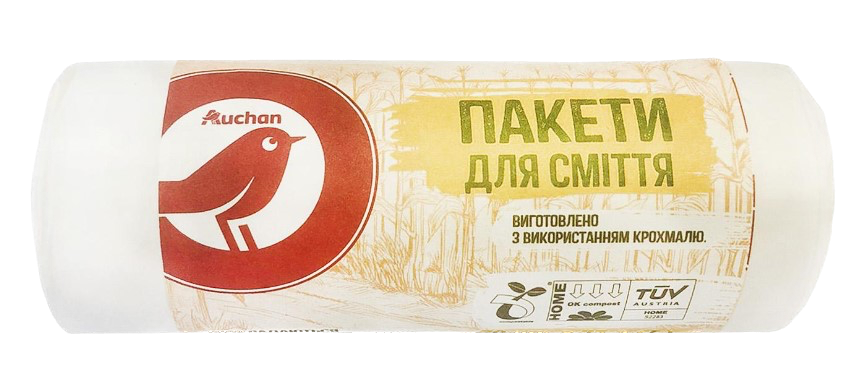 Auchan
ПАКЕТИ
ДЛЯ СМІТТЯ
ВИГОТОВЛЕНО
З ВИКОРИСТАННЯМ КРОХМАЛЮ.
HOME
OK compost
TÜV
AUSTRIA
HOME